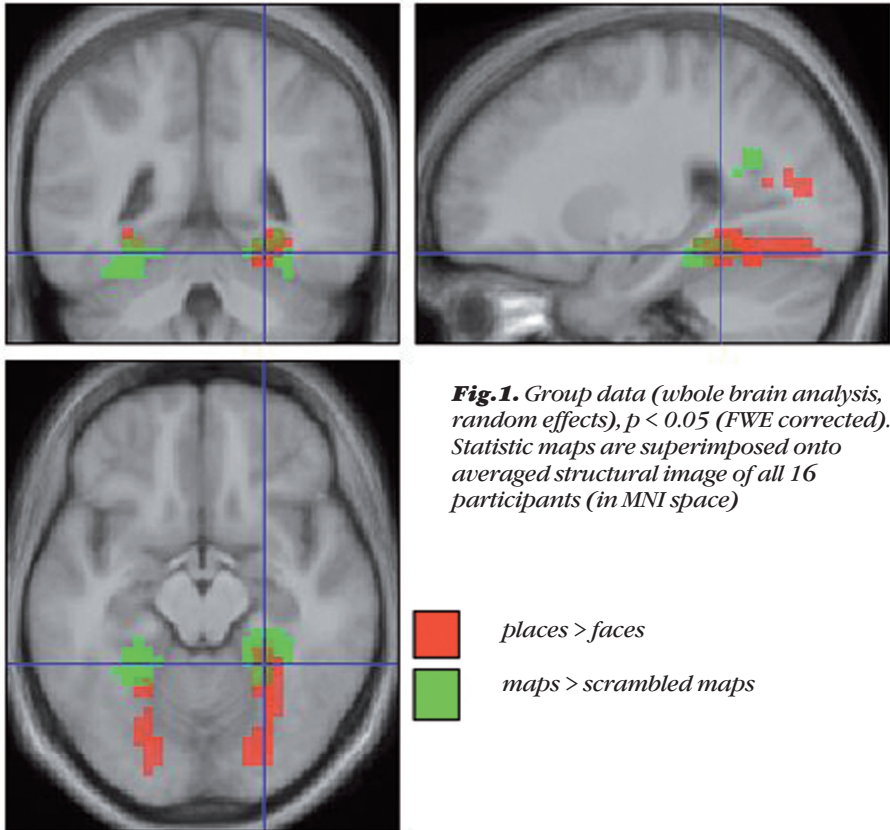 Fig.1. Group data (whole brain analysis,
random effects), p < 0.05 (FWE corrected).
Statistic maps are superimposed onto
averaged structural image of all 16
participants (in MNI space)
places > faces
maps > scrambled maps